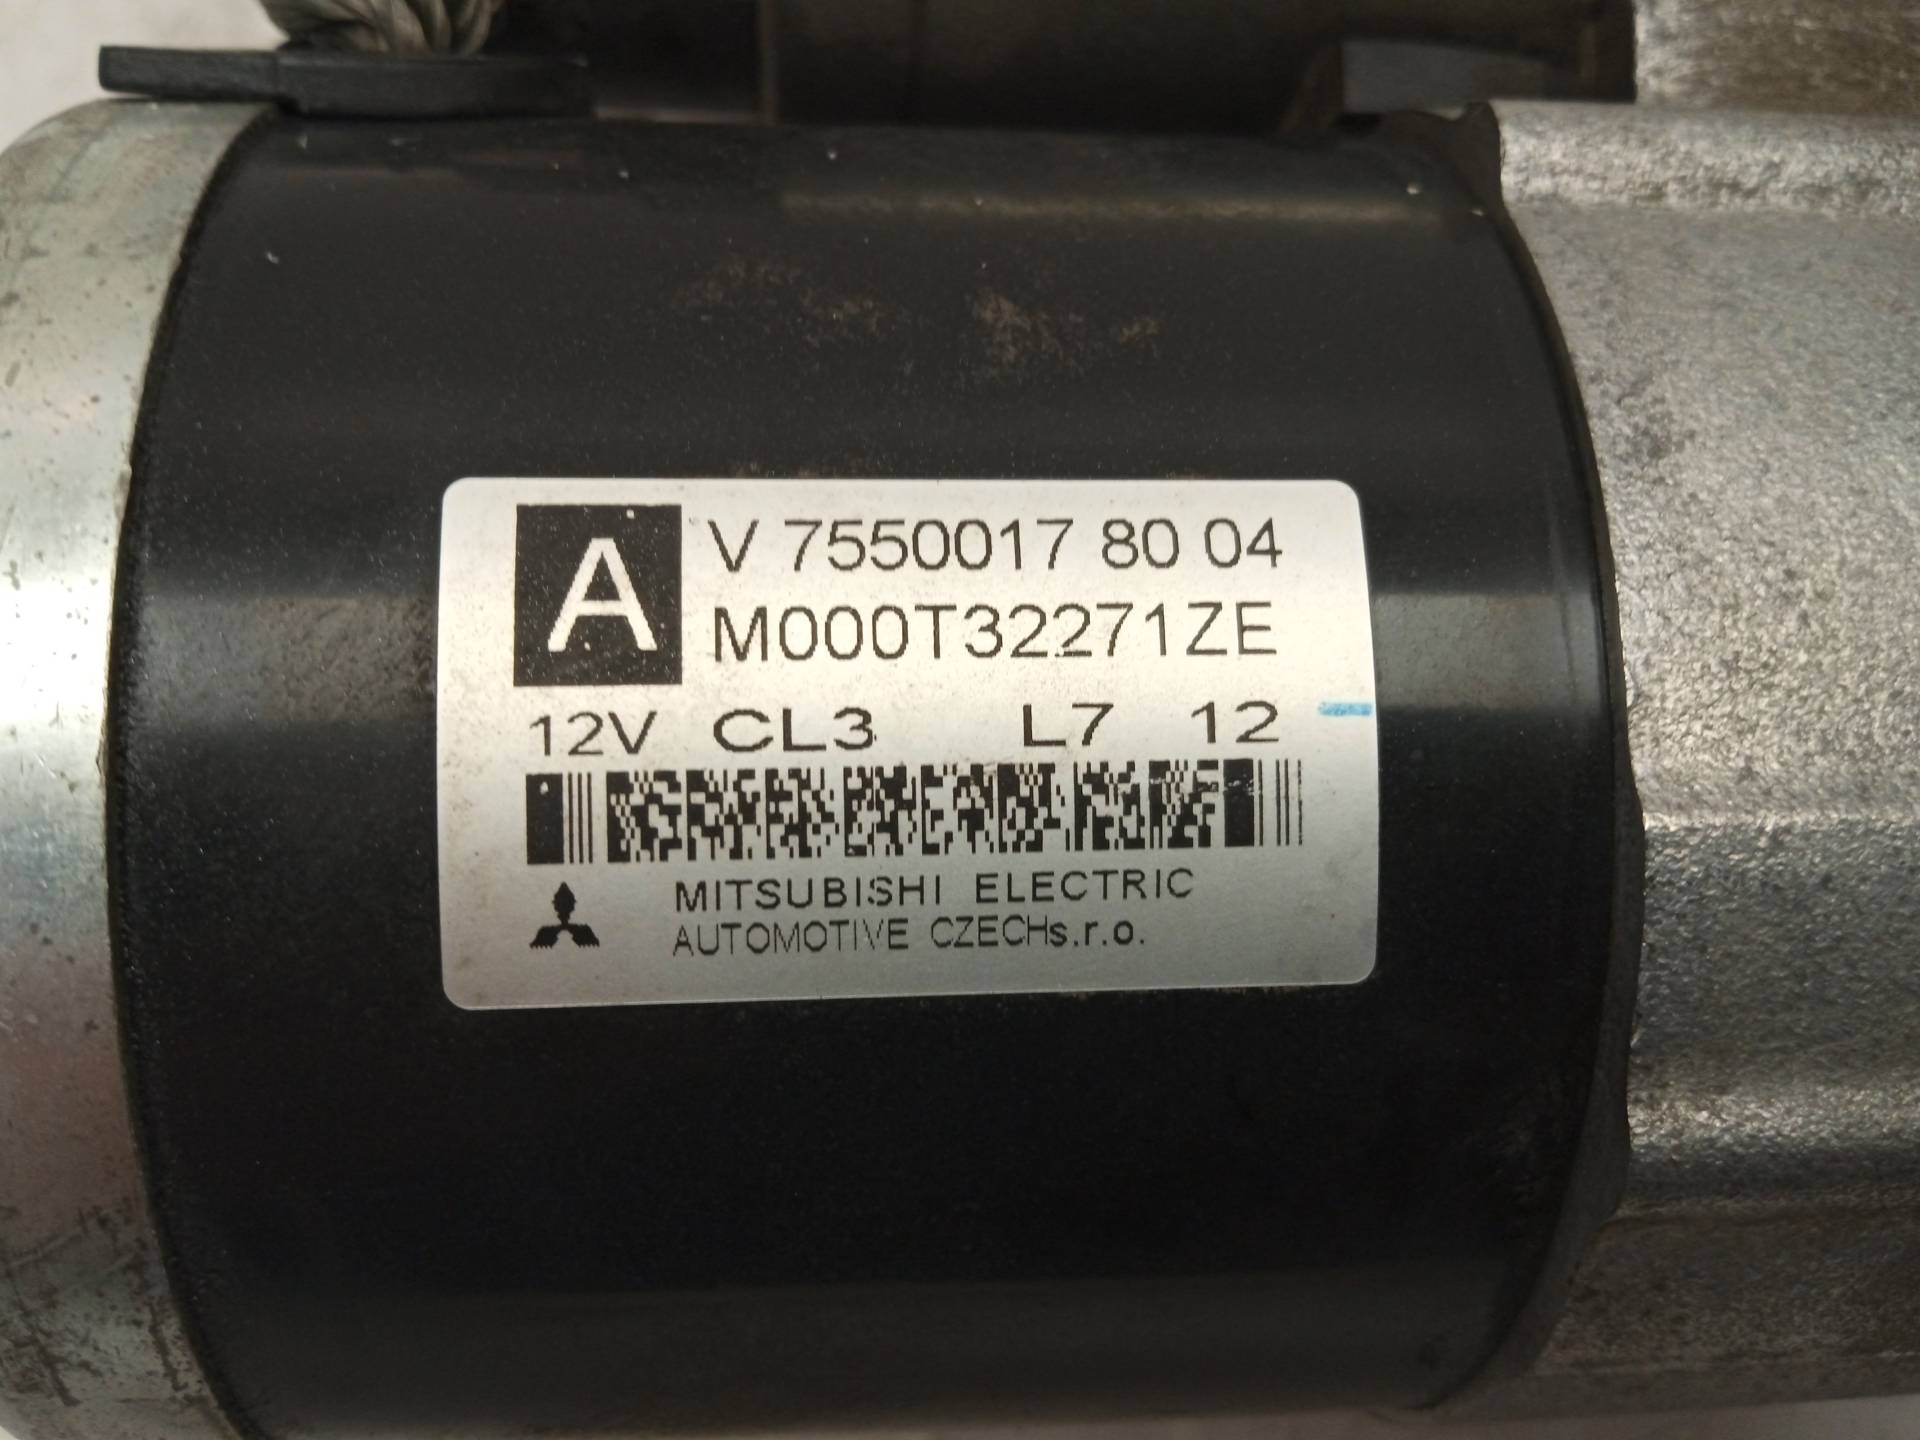 A
V 7550017 80 04
M000T32271ZE
12V CL3 L7 12
MITSUBISHI ELECTRIC
AUTOMOTIVE CZECHs.r.o.